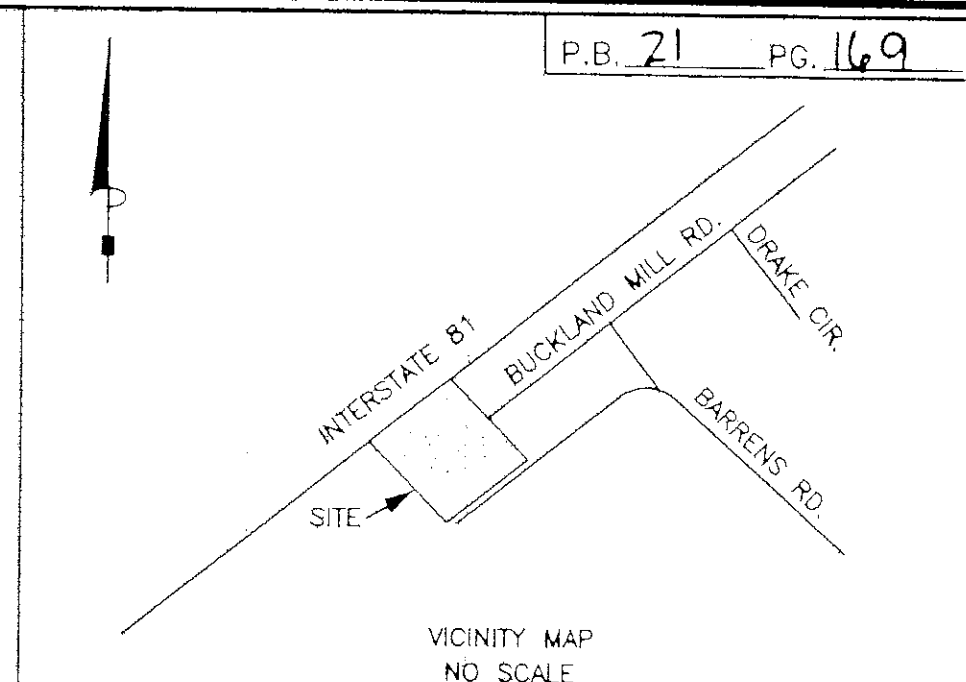 P.B. 21 PG. 169
INTERSTATE 81
BUCKLAND MILL RD.
DRAKE CIR.
BARRENS RD.
SITE
VICINITY MAP
NO SCALE